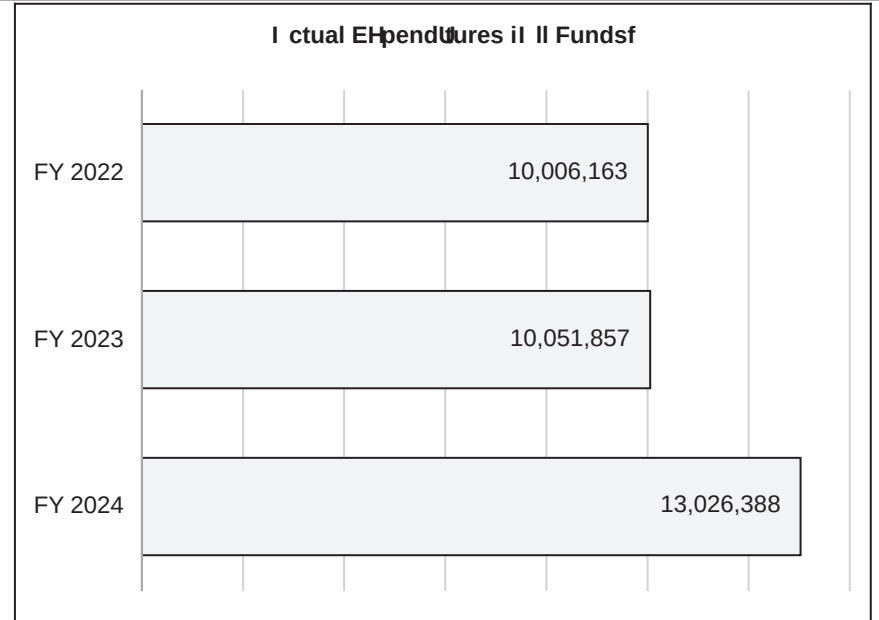 I ctual EHpendUtures iI ll Fundsf
FY 2022
10,006,163
FY 2023
10,051,857
FY 2024
13,026,388